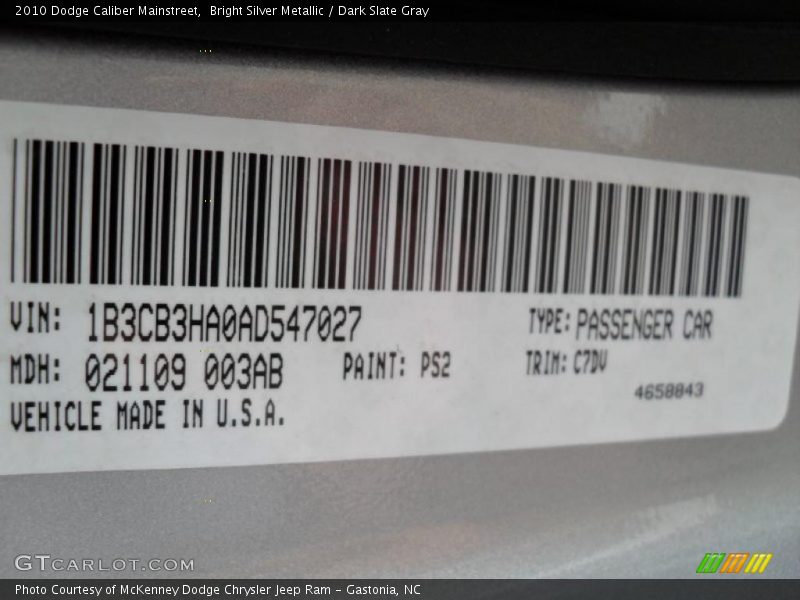 2010 Dodge Caliber Mainstreet,  Bright Silver Metallic / Dark Slate Gray
VIN: 1B3CB3HA0AD547027 TYPE: PASSENGER CAR
MDH: 021109 003AB PAINT: PS2 TRIM: C7DV
4658843
VEHICLE MADE IN U.S.A.
GTCARLOT.COM
Photo Courtesy of McKenney Dodge Chrysler Jeep Ram - Gastonia, NC